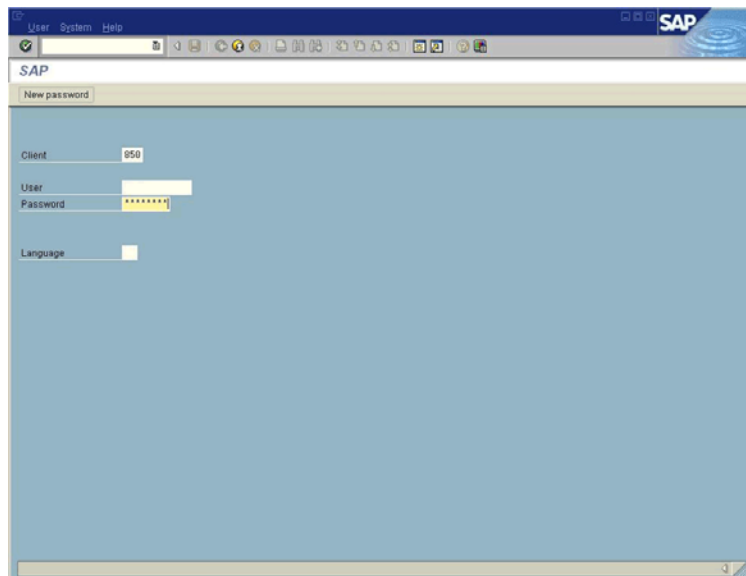 User System Help
SAP
SAP
New password
Client 850
User
Password ********
Language